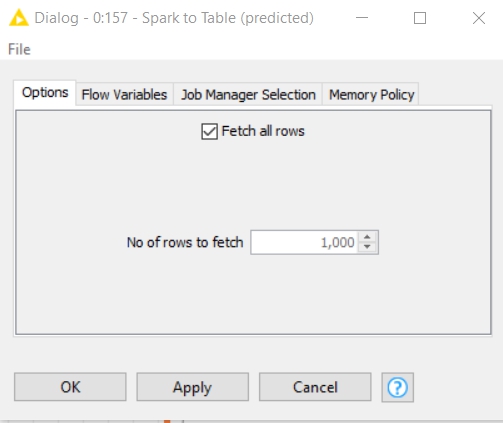 Dialog - 0:157 - Spark to Table (predicted)
File
Options Flow Variables Job Manager Selection Memory Policy
Fetch all rows
No of rows to fetch 1,000
OK Apply Cancel ?